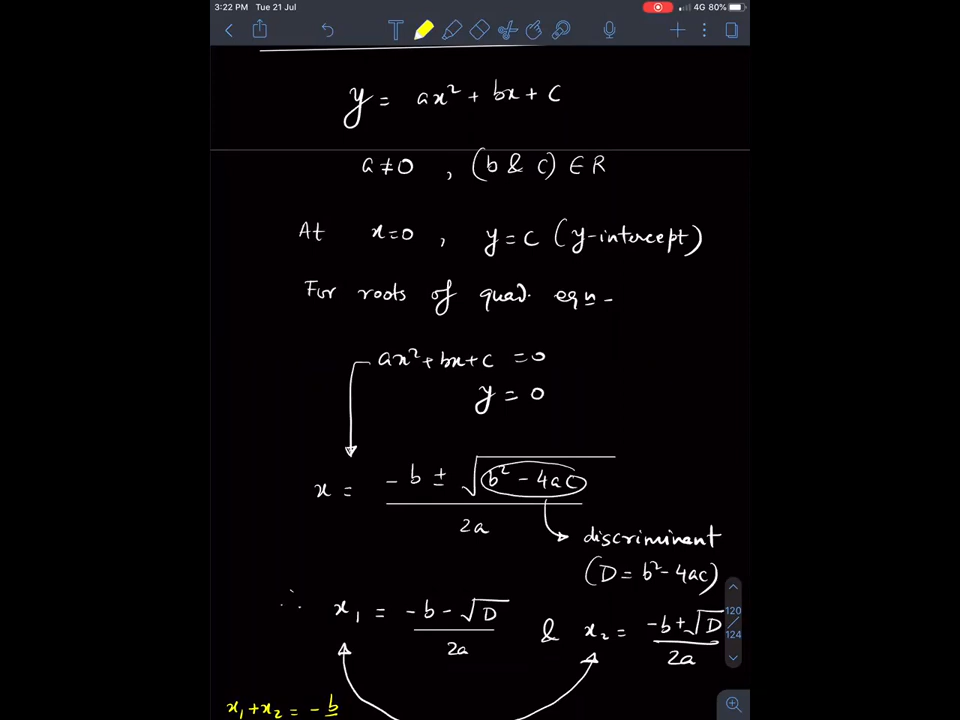 3:22 PM Tue 21 Jul 4G 80%
T
y = ax² + bx + c
a ≠ 0 , (b & c) ∈ R
At x=0 , y = c (y-intercept)
For roots of quad. eqn -
ax² + bx + c = 0
y = 0
x = -b ± √(b² - 4ac) / 2a
discriminant
(D = b² - 4ac)
∴ x₁ = -b - √D / 2a & x₂ = -b + √D / 2a
120 / 124
x₁ + x₂ = - b